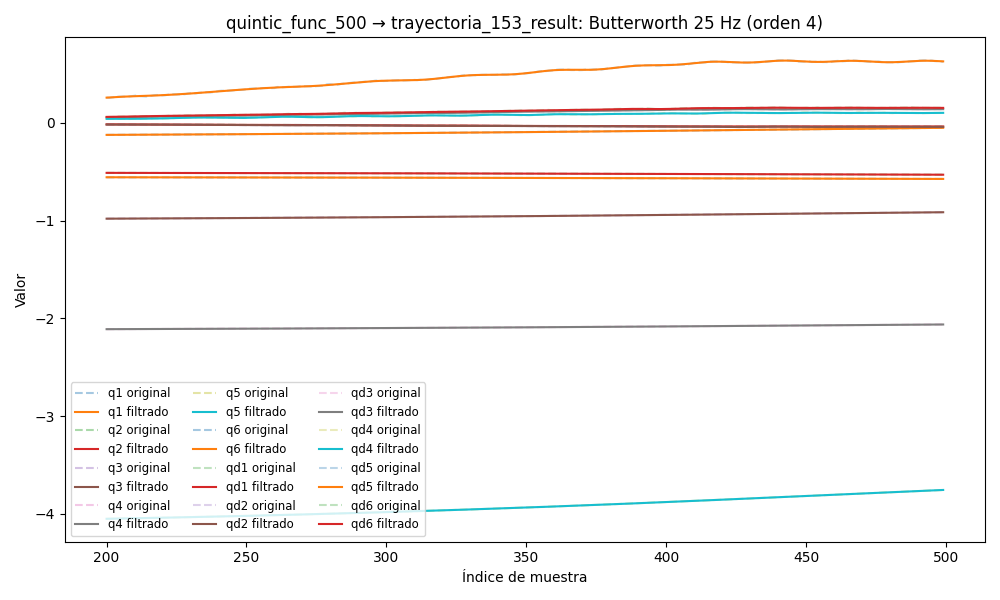 quintic_func_500 → trayectoria_153_result: Butterworth 25 Hz (orden 4)
Valor
0
−1
−2
−3
−4
q1 original
q1 filtrado
q2 original
q2 filtrado
q3 original
q3 filtrado
q4 original
q4 filtrado
q5 original
q5 filtrado
q6 original
q6 filtrado
qd1 original
qd1 filtrado
qd2 original
qd2 filtrado
qd3 original
qd3 filtrado
qd4 original
qd4 filtrado
qd5 original
qd5 filtrado
qd6 original
qd6 filtrado
200
250
300
350
400
450
500
Índice de muestra